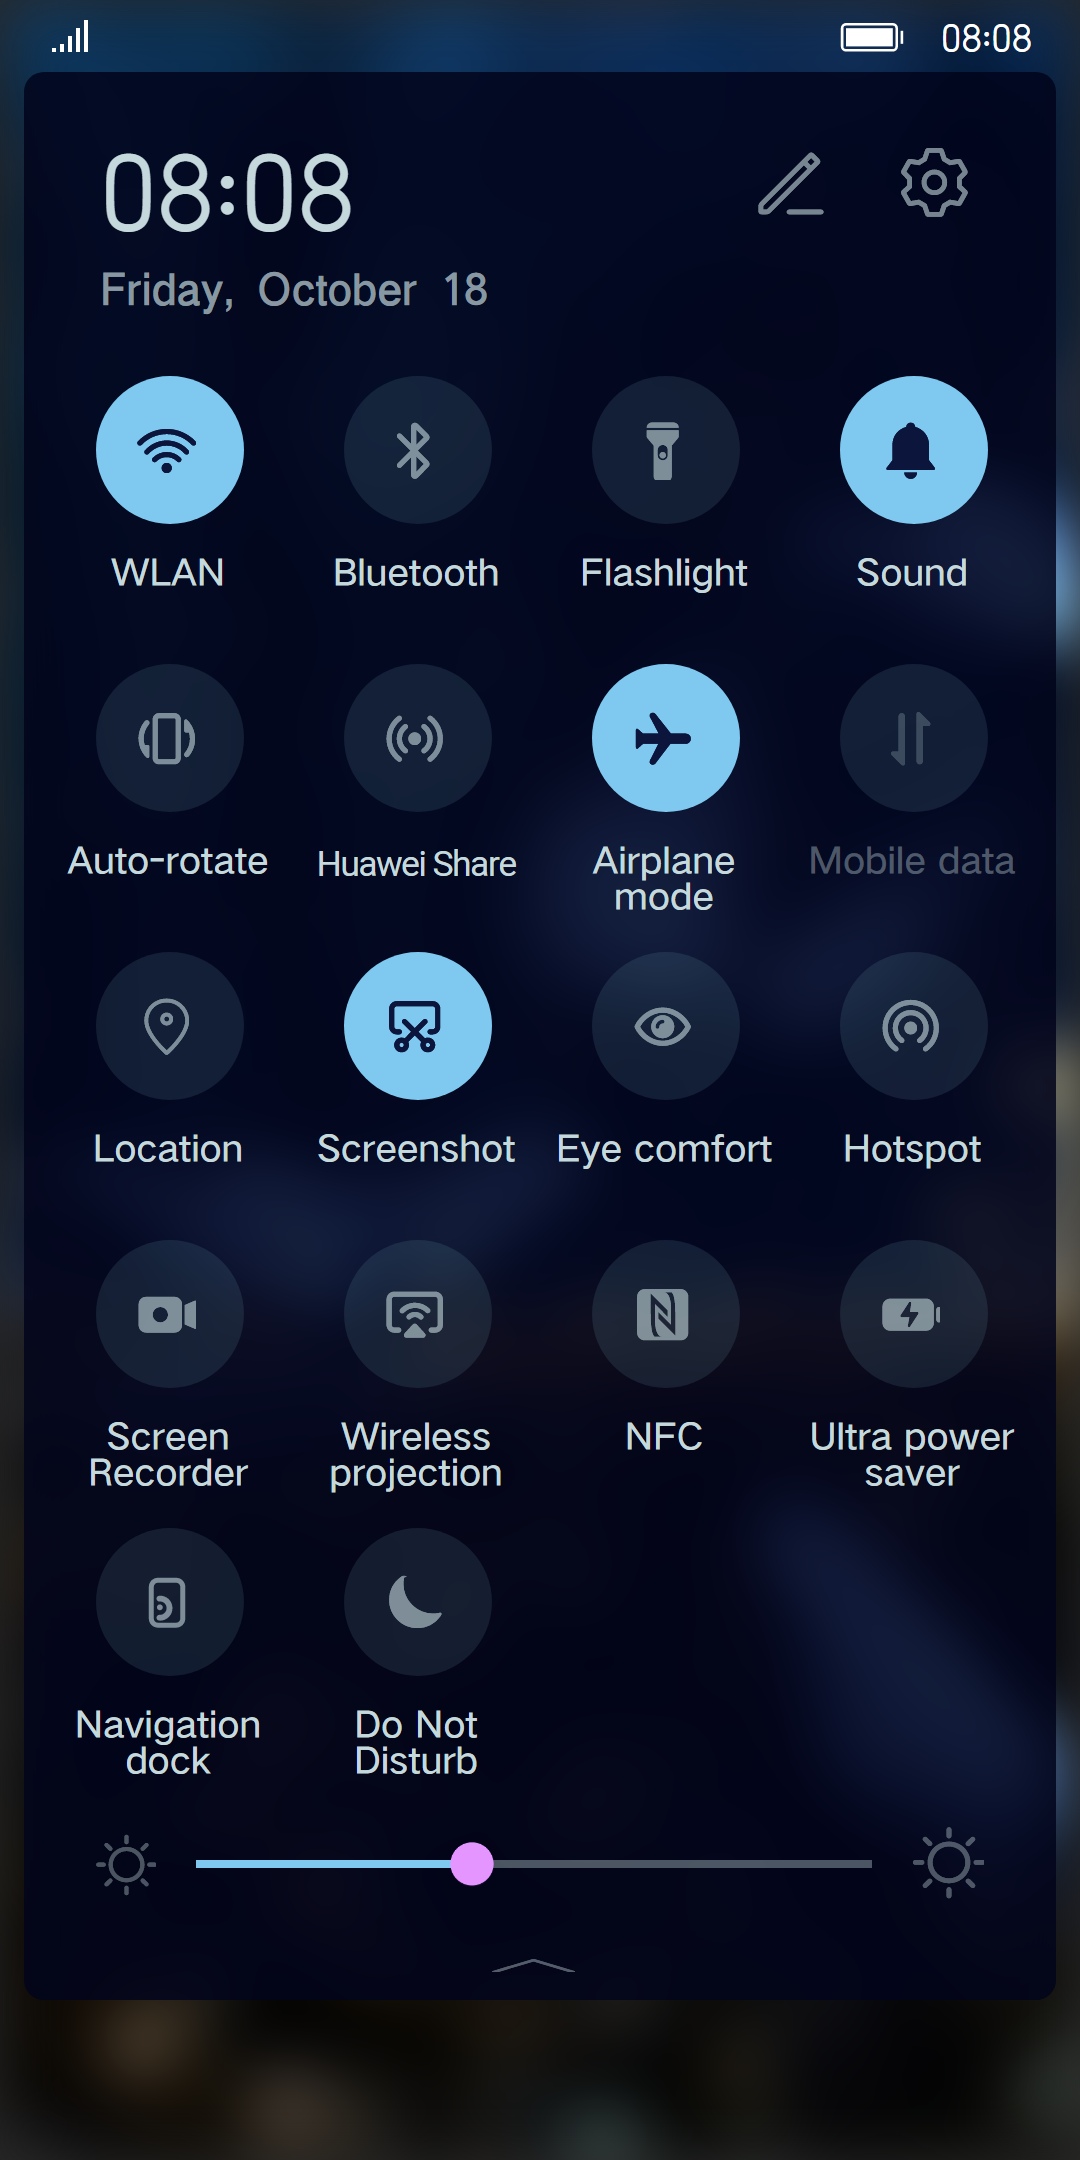 08:08
08:08
Friday, October 18
WLAN Bluetooth Flashlight Sound
Auto-rotate Huawei Share Airplane mode Mobile data
Location Screenshot Eye comfort Hotspot
Screen Recorder Wireless projection NFC Ultra power saver
Navigation dock Do Not Disturb